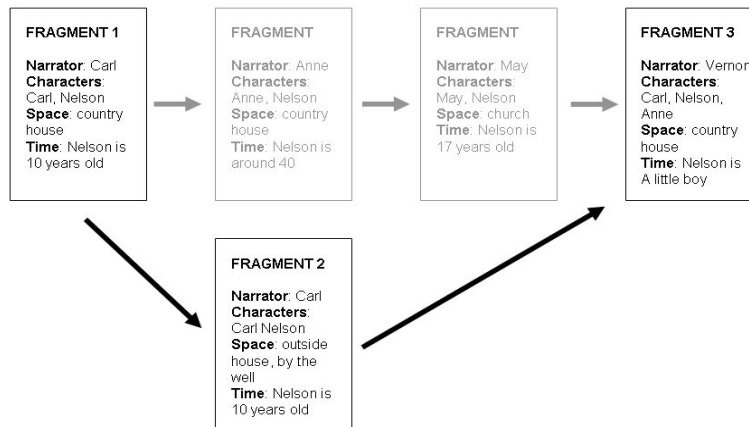 FRAGMENT 1
Narrator: Carl
Characters:
Carl, Nelson
Space: country
house
Time: Nelson is
10 years old
FRAGMENT
Narrator: Anne
Characters:
Anne, Nelson
Space: country
house
Time: Nelson is
around 40
FRAGMENT
Narrator: May
Characters:
May, Nelson
Space: church
Time: Nelson is
17 years old
FRAGMENT 3
Narrator: Vernon
Characters:
Carl, Nelson,
Anne
Space: country
house
Time: Nelson is
A little boy
FRAGMENT 2
Narrator: Carl
Characters:
Carl Nelson
Space: outside
house, by the
well
Time: Nelson is
10 years old